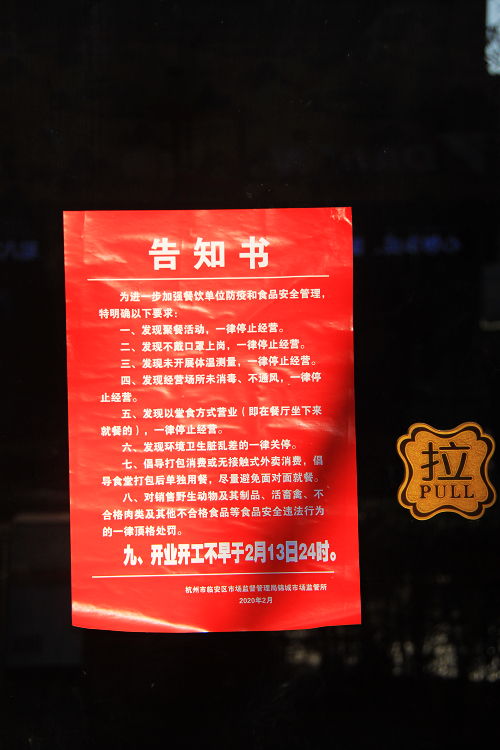 告知书
为进一步加强餐饮单位防疫和食品安全管理，
特明确以下要求：
一、发现聚餐活动，一律停止经营。
二、发现不戴口罩上岗，一律停止经营。
三、发现未开展体温测量，一律停止经营。
四、发现经营场所未消毒、不通风，一律停
止经营。
五、发现以堂食方式营业（即在餐厅坐下来
就餐的），一律停止经营。
六、发现环境卫生脏乱差的一律关停。
七、倡导打包消费或无接触式外卖消费，倡
导食堂打包后单独用餐，尽量避免面对面就餐。
八、对销售野生动物及其制品、活畜禽、不
合格肉类及其他不合格食品等食品安全违法行为
的一律顶格处罚。
九、开业开工不早于2月13日24时。
杭州市临安区市场监督管理局锦城市场监管所
2020年2月
拉
PULL